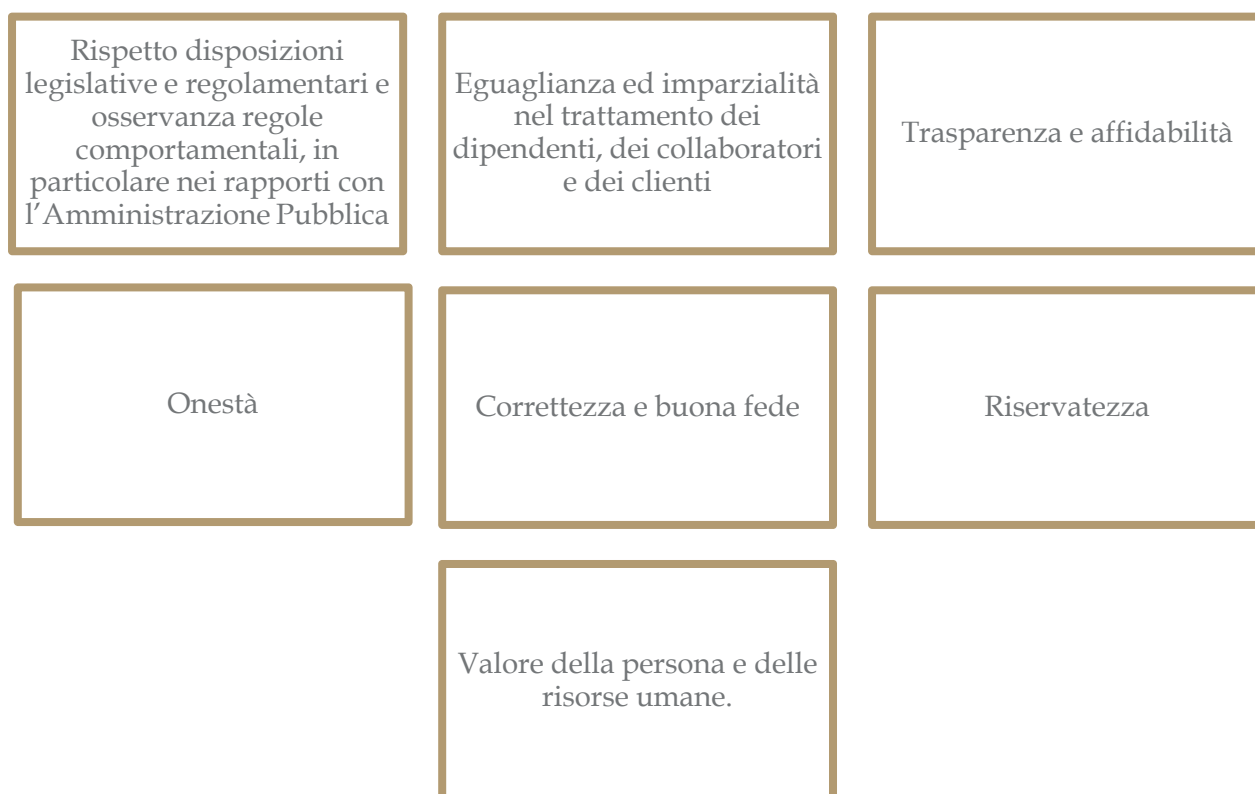 Rispetto disposizioni
legislative e regolamentari e
osservanza regole
comportamentali, in
particolare nei rapporti con
l’Amministrazione Pubblica
Eguaglianza ed imparzialità
nel trattamento dei
dipendenti, dei collaboratori
e dei clienti
Trasparenza e affidabilità
Onestà
Correttezza e buona fede
Riservatezza
Valore della persona e delle
risorse umane.